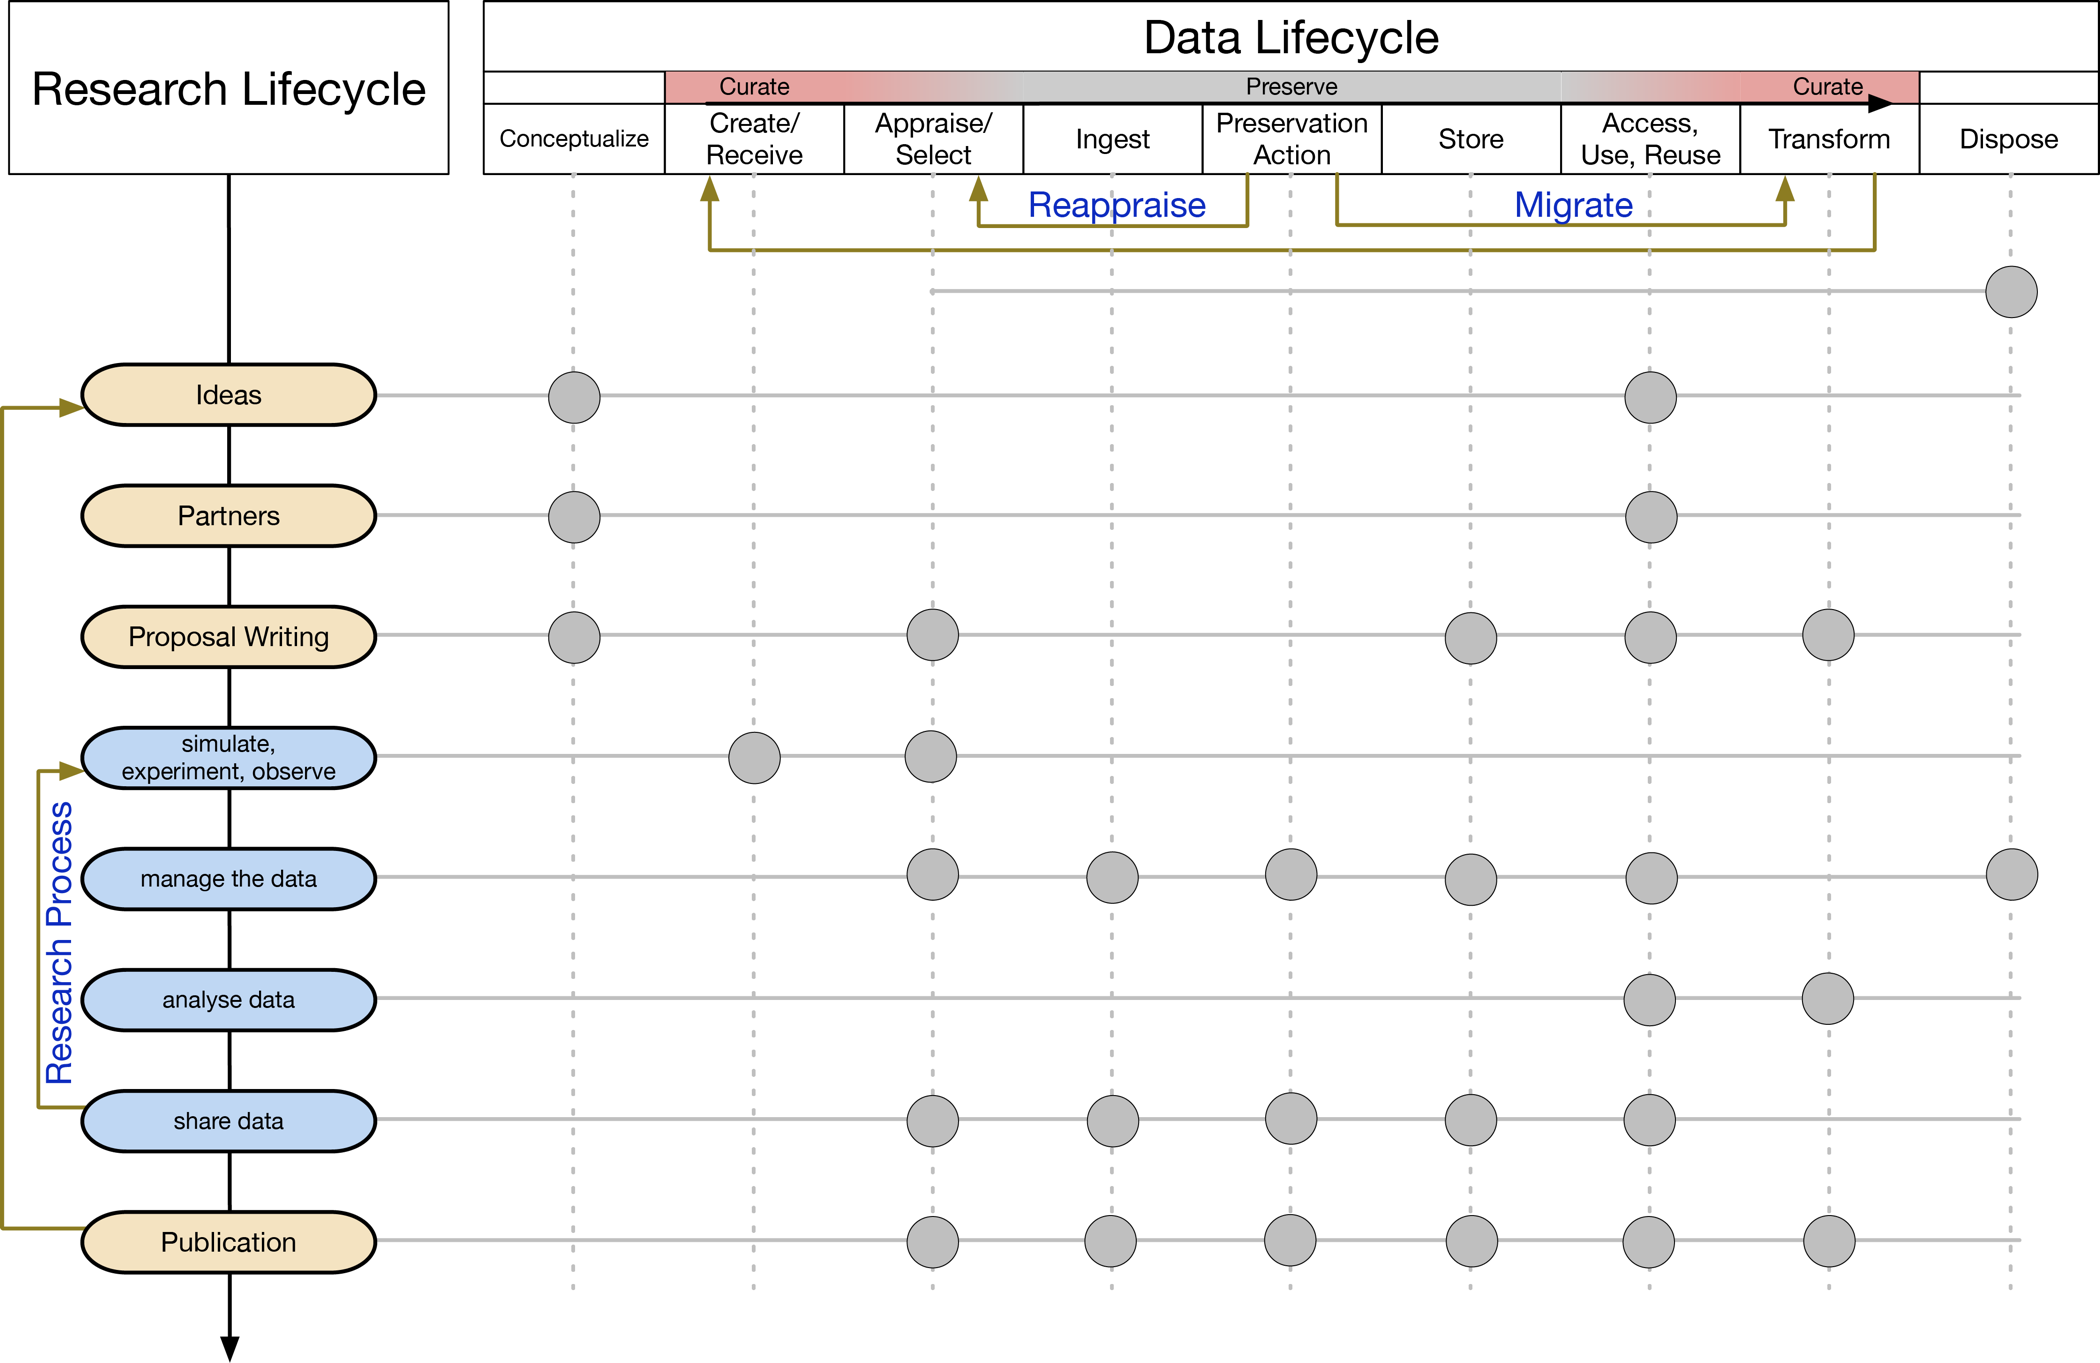 Research Lifecycle
Data Lifecycle
Curate
Preserve
Curate
Conceptualize
Create/
Receive
Appraise/
Select
Ingest
Preservation
Action
Store
Access,
Use, Reuse
Transform
Dispose
Reappraise
Migrate
Ideas
Partners
Proposal Writing
simulate,
experiment, observe
Research Process
manage the data
analyse data
share data
Publication